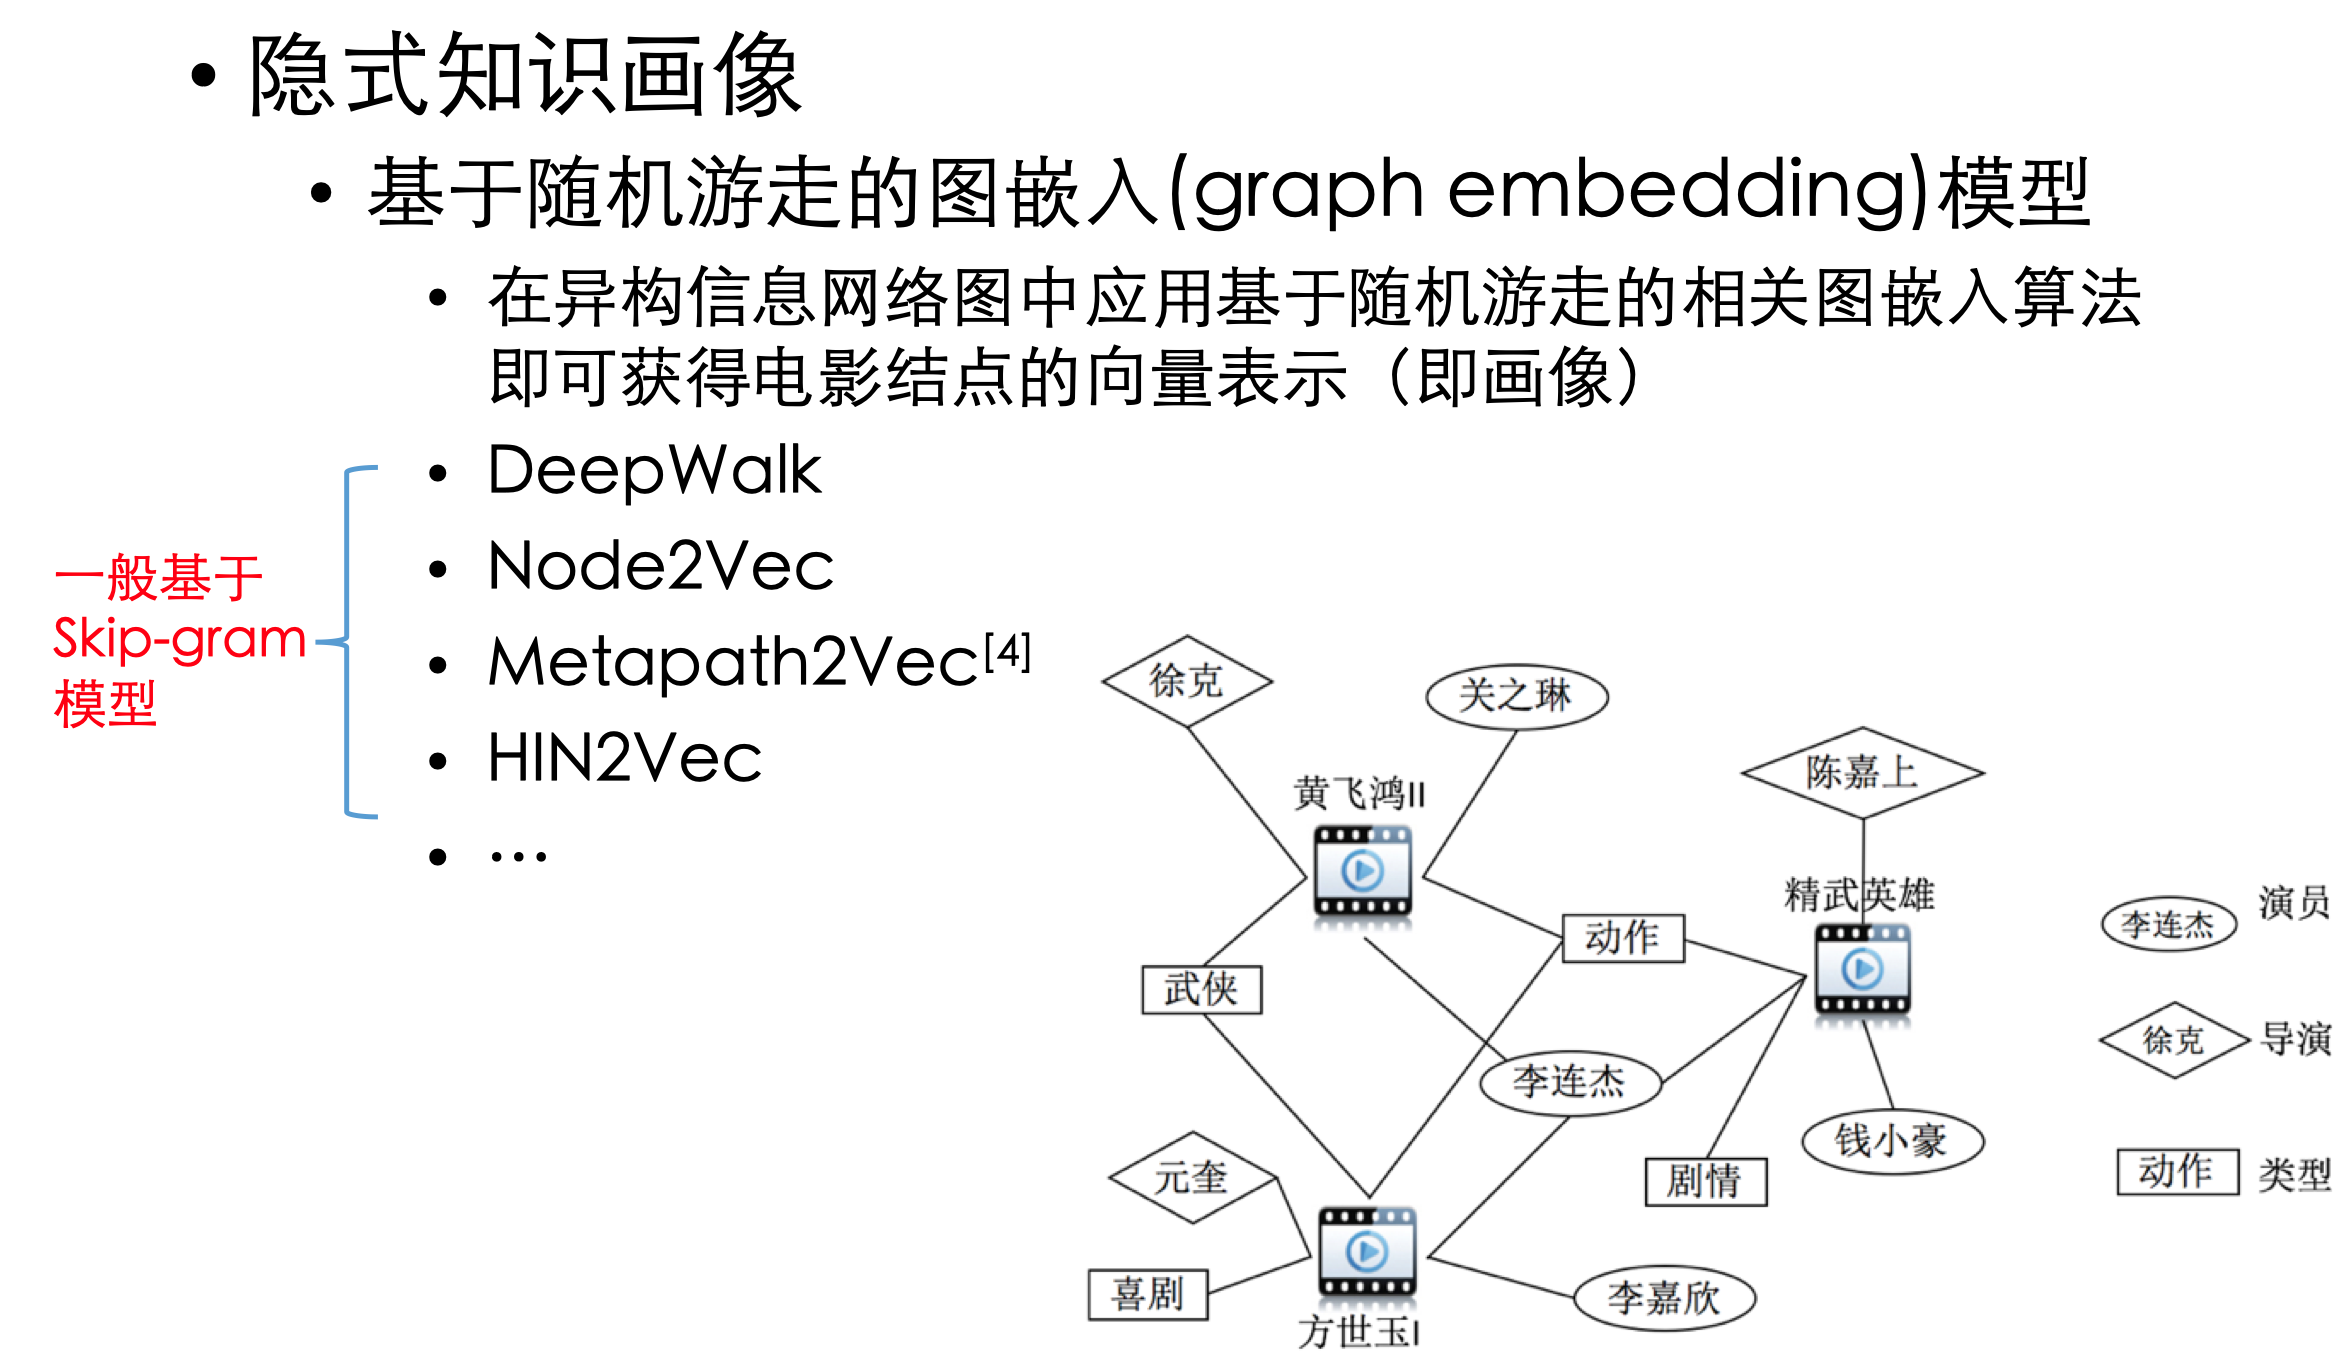 • 隐式知识画像
• 基于随机游走的图嵌入(graph embedding)模型
• 在异构信息网络图中应用基于随机游走的相关图嵌入算法
即可获得电影结点的向量表示（即画像）
• DeepWalk
• Node2Vec
• Metapath2Vec[4]
• HIN2Vec
• …
一般基于
Skip-gram
模型
徐克
关之琳
陈嘉上
黄飞鸿II
精武英雄
动作
武侠
李连杰
元奎
剧情
钱小豪
喜剧
李嘉欣
方世玉I
李连杰 演员
徐克 导演
动作 类型